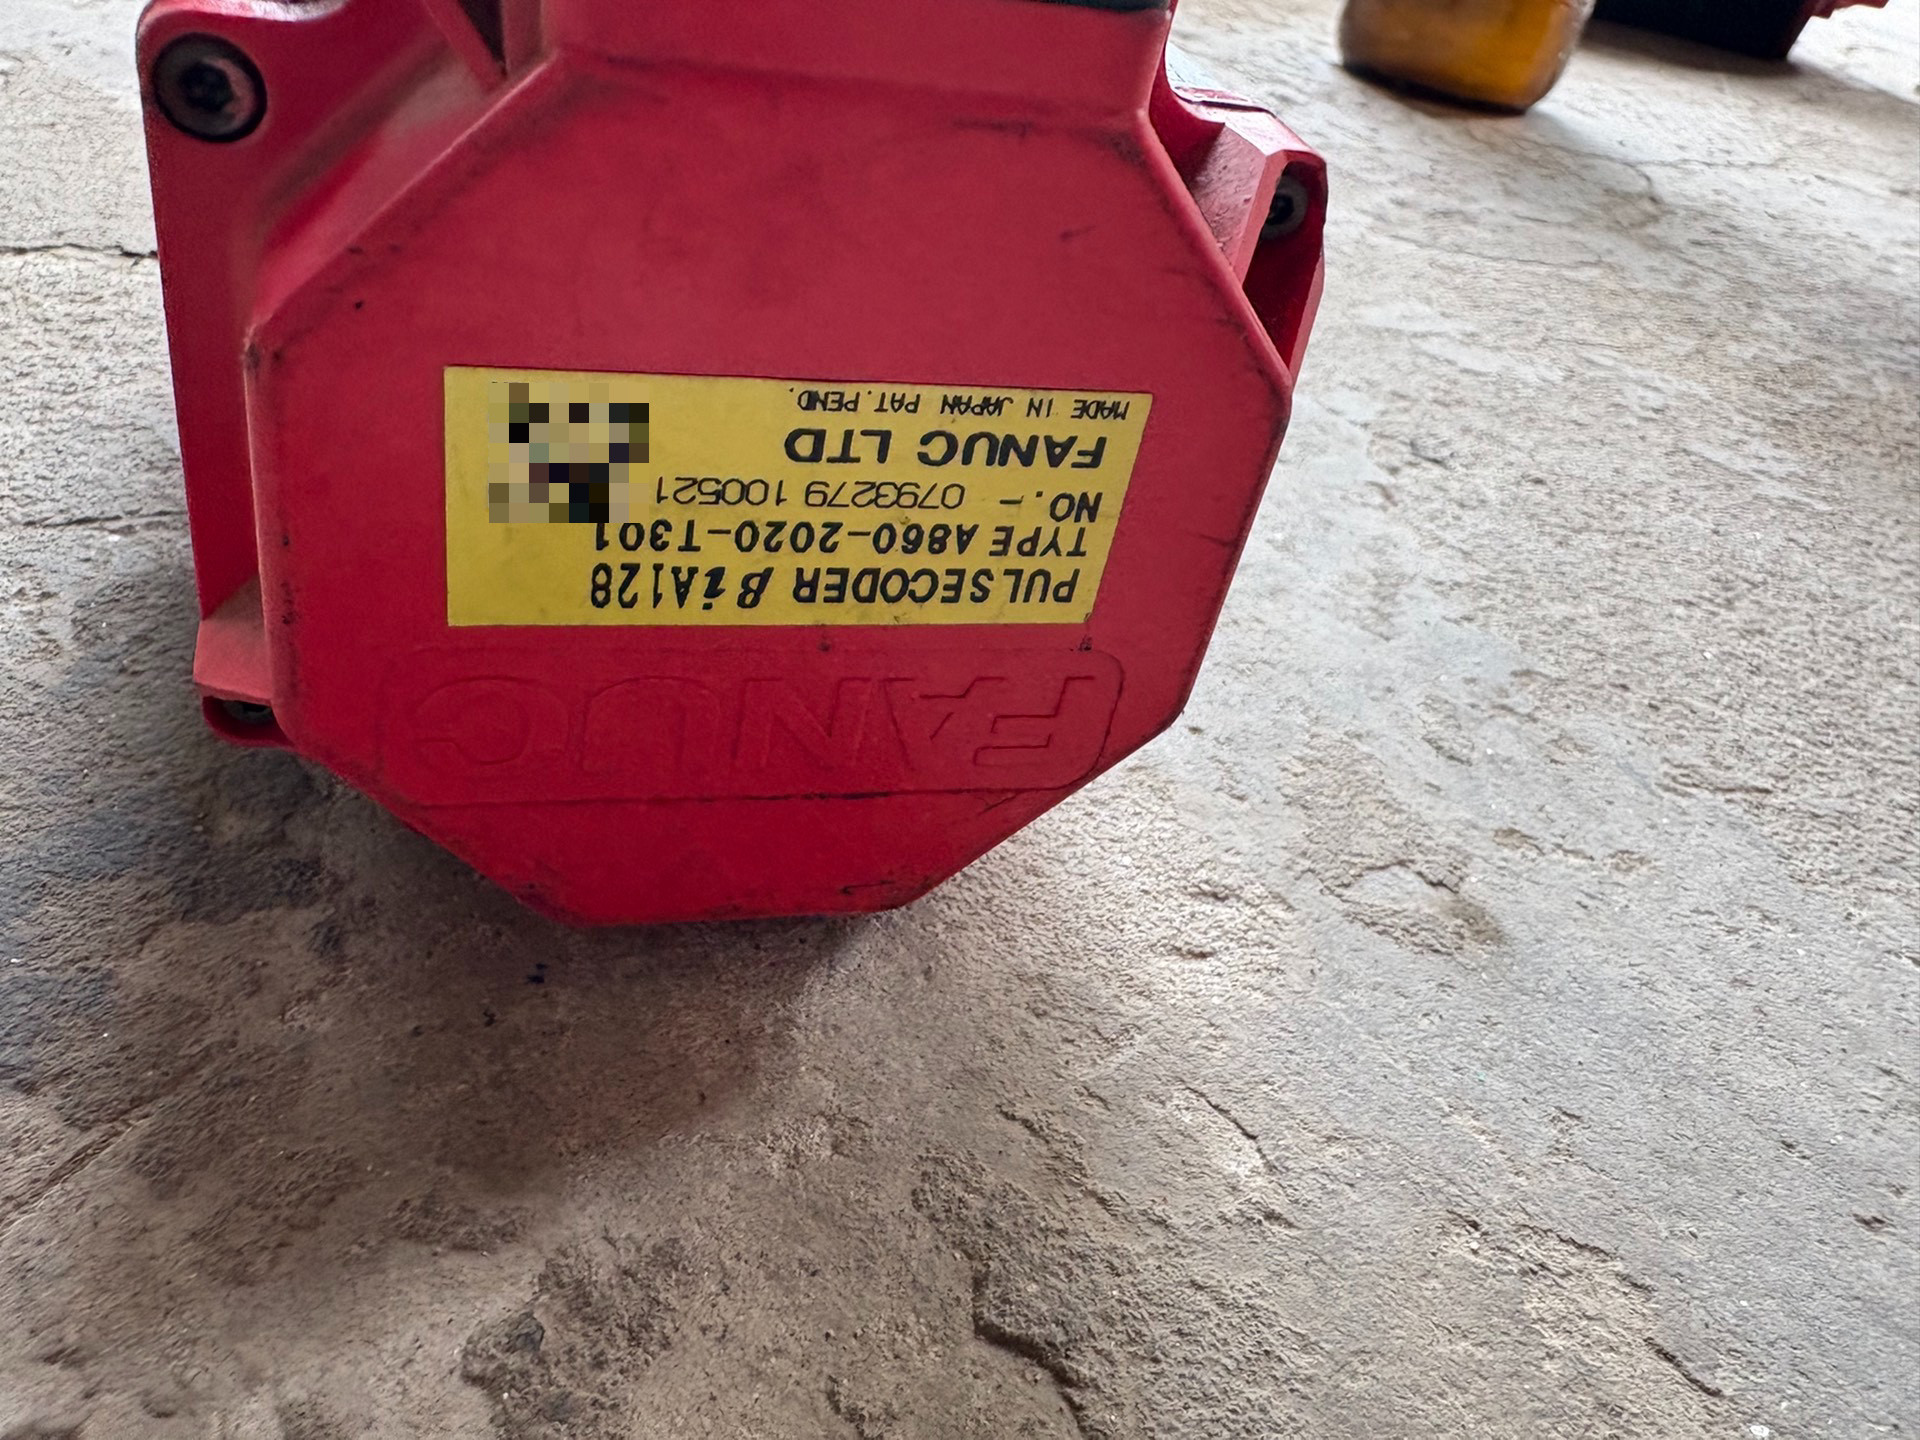 FANUC
PULSECODER βiA128
TYPE A860-2020-T301
NO.- 0793279 100521
FANUC LTD
MADE IN JAPAN PAT.PEND.